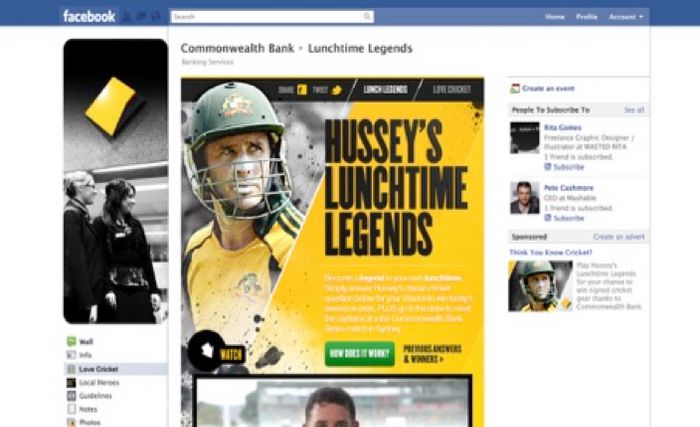 facebook
Search
Home
Profile
Account
Commonwealth Bank
Lunchtime Legends
Banking Services
SHARE
TWEET
LUNCH LEGENDS
LOVE CRICKET
HUSSEY'S
LUNCHTIME
LEGENDS
Become a legend in your own lunchtime.
Simply answer Hussey's classic cricket
question below for your chance to win today's
awesome prize, PLUS go in the draw to meet
the captains at a the Commonwealth Bank
Series match in Sydney
WATCH
HOW DOES IT WORK?
PREVIOUS ANSWERS
& WINNERS >
Wall
Info
Love Cricket
Local Heroes
Guidelines
Notes
Photos
Create an event
People To Subscribe To
See all
Rita Gomes
Freelance Graphic Designer /
Illustrator at WASTED RITA
1 friend is subscribed.
Subscribe
Pete Cashmore
CEO at Mashable
1 friend is subscribed.
Subscribe
Sponsored
Create an advert
Think You Know Cricket?
Play Hussey's
Lunchtime Legends
for your chance to
win signed cricket
gear thanks to
Commonwealth Bank.